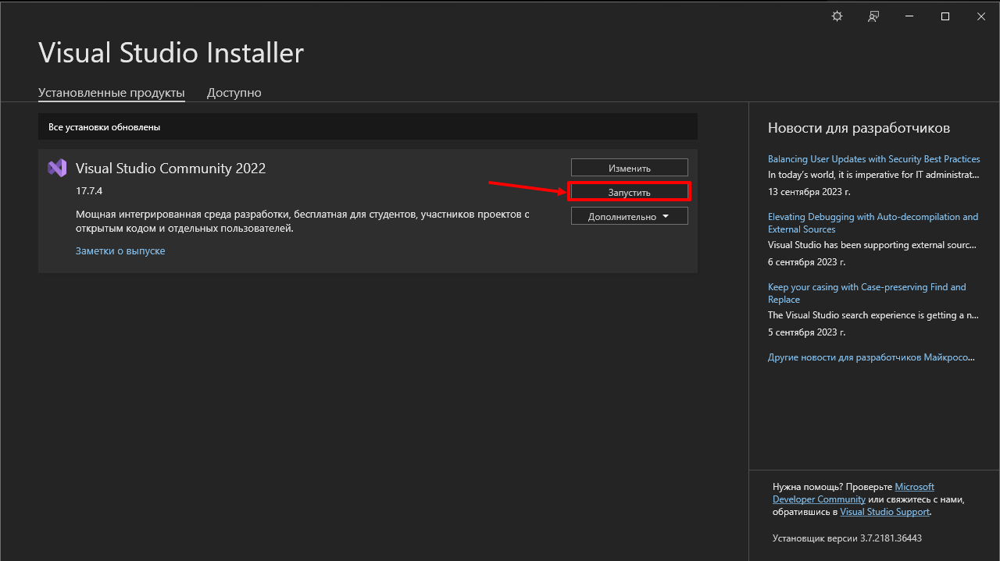 Visual Studio Installer
Установленные продукты
Доступно
Все установки обновлены
Visual Studio Community 2022
17.7.4
Мощная интегрированная среда разработки, бесплатная для студентов, участников проектов с
открытым кодом и отдельных пользователей.
Заметки о выпуске
Изменить
Запустить
Дополнительно
Новости для разработчиков
Balancing User Updates with Security Best Practices
In today’s world, it is imperative for IT administrat...
13 сентября 2023 г.
Elevating Debugging with Auto-decompilation and
External Sources
Visual Studio has been supporting external sourc...
6 сентября 2023 г.
Keep your casing with Case-preserving Find and
Replace
The Visual Studio search experience is getting a n...
5 сентября 2023 г.
Другие новости для разработчиков Майкросо...
Нужна помощь? Проверьте Microsoft
Developer Community или свяжитесь с нами,
обратившись в Visual Studio Support.
Установщик версии 3.7.2181.36443